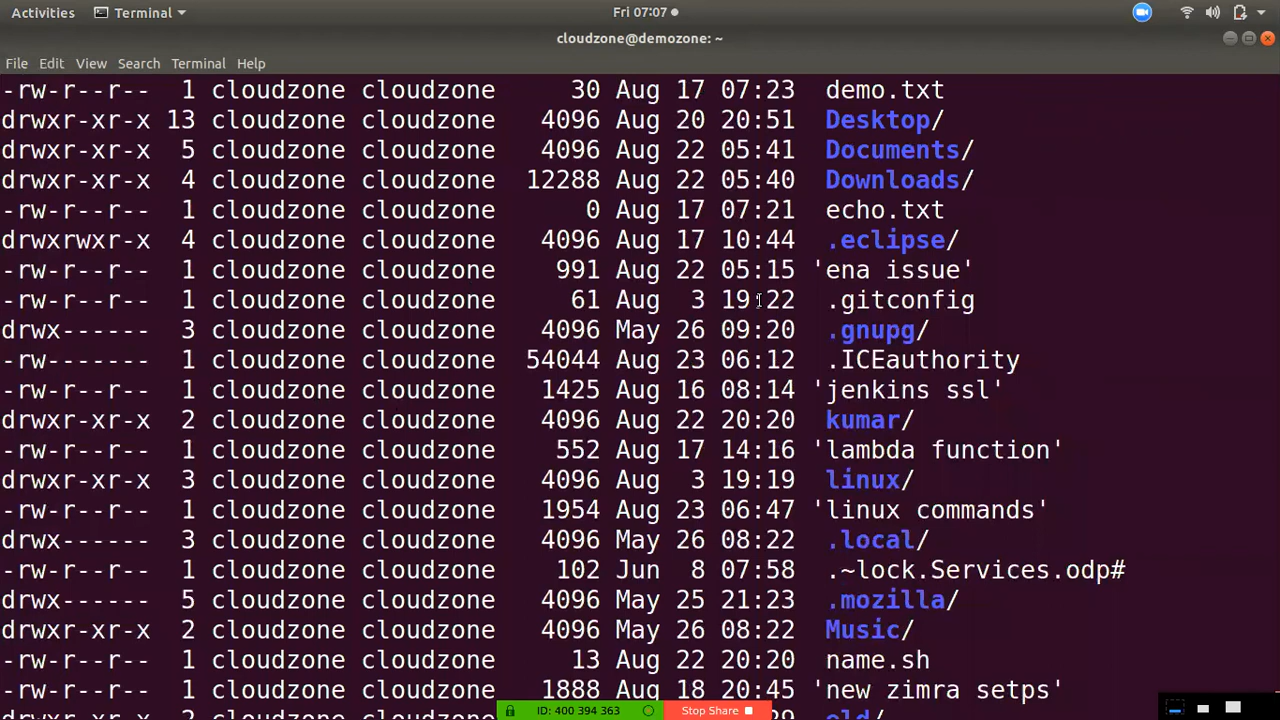 Activities Terminal Fri 07:07
cloudzone@demozone: ~
File Edit View Search Terminal Help
-rw-r--r-- 1 cloudzone cloudzone 30 Aug 17 07:23 demo.txt
drwxr-xr-x 13 cloudzone cloudzone 4096 Aug 20 20:51 Desktop/
drwxr-xr-x 5 cloudzone cloudzone 4096 Aug 22 05:41 Documents/
drwxr-xr-x 4 cloudzone cloudzone 12288 Aug 22 05:40 Downloads/
-rw-r--r-- 1 cloudzone cloudzone 0 Aug 17 07:21 echo.txt
drwxrwxr-x 4 cloudzone cloudzone 4096 Aug 17 10:44 .eclipse/
-rw-r--r-- 1 cloudzone cloudzone 991 Aug 22 05:15 'ena issue'
-rw-r--r-- 1 cloudzone cloudzone 61 Aug 3 19:22 .gitconfig
drwx------ 3 cloudzone cloudzone 4096 May 26 09:20 .gnupg/
-rw------- 1 cloudzone cloudzone 54044 Aug 23 06:12 .ICEauthority
-rw-r--r-- 1 cloudzone cloudzone 1425 Aug 16 08:14 'jenkins ssl'
drwxr-xr-x 2 cloudzone cloudzone 4096 Aug 22 20:20 kumar/
-rw-r--r-- 1 cloudzone cloudzone 552 Aug 17 14:16 'lambda function'
drwxr-xr-x 3 cloudzone cloudzone 4096 Aug 3 19:19 linux/
-rw-r--r-- 1 cloudzone cloudzone 1954 Aug 23 06:47 'linux commands'
drwx------ 3 cloudzone cloudzone 4096 May 26 08:22 .local/
-rw-r--r-- 1 cloudzone cloudzone 102 Jun 8 07:58 .~lock.Services.odp#
drwx------ 5 cloudzone cloudzone 4096 May 25 21:23 .mozilla/
drwxr-xr-x 2 cloudzone cloudzone 4096 May 26 08:22 Music/
-rw-r--r-- 1 cloudzone cloudzone 13 Aug 22 20:20 name.sh
-rw-r--r-- 1 cloudzone cloudzone 1888 Aug 18 20:45 'new zimra setps'
ID: 400 394 363 Stop Share